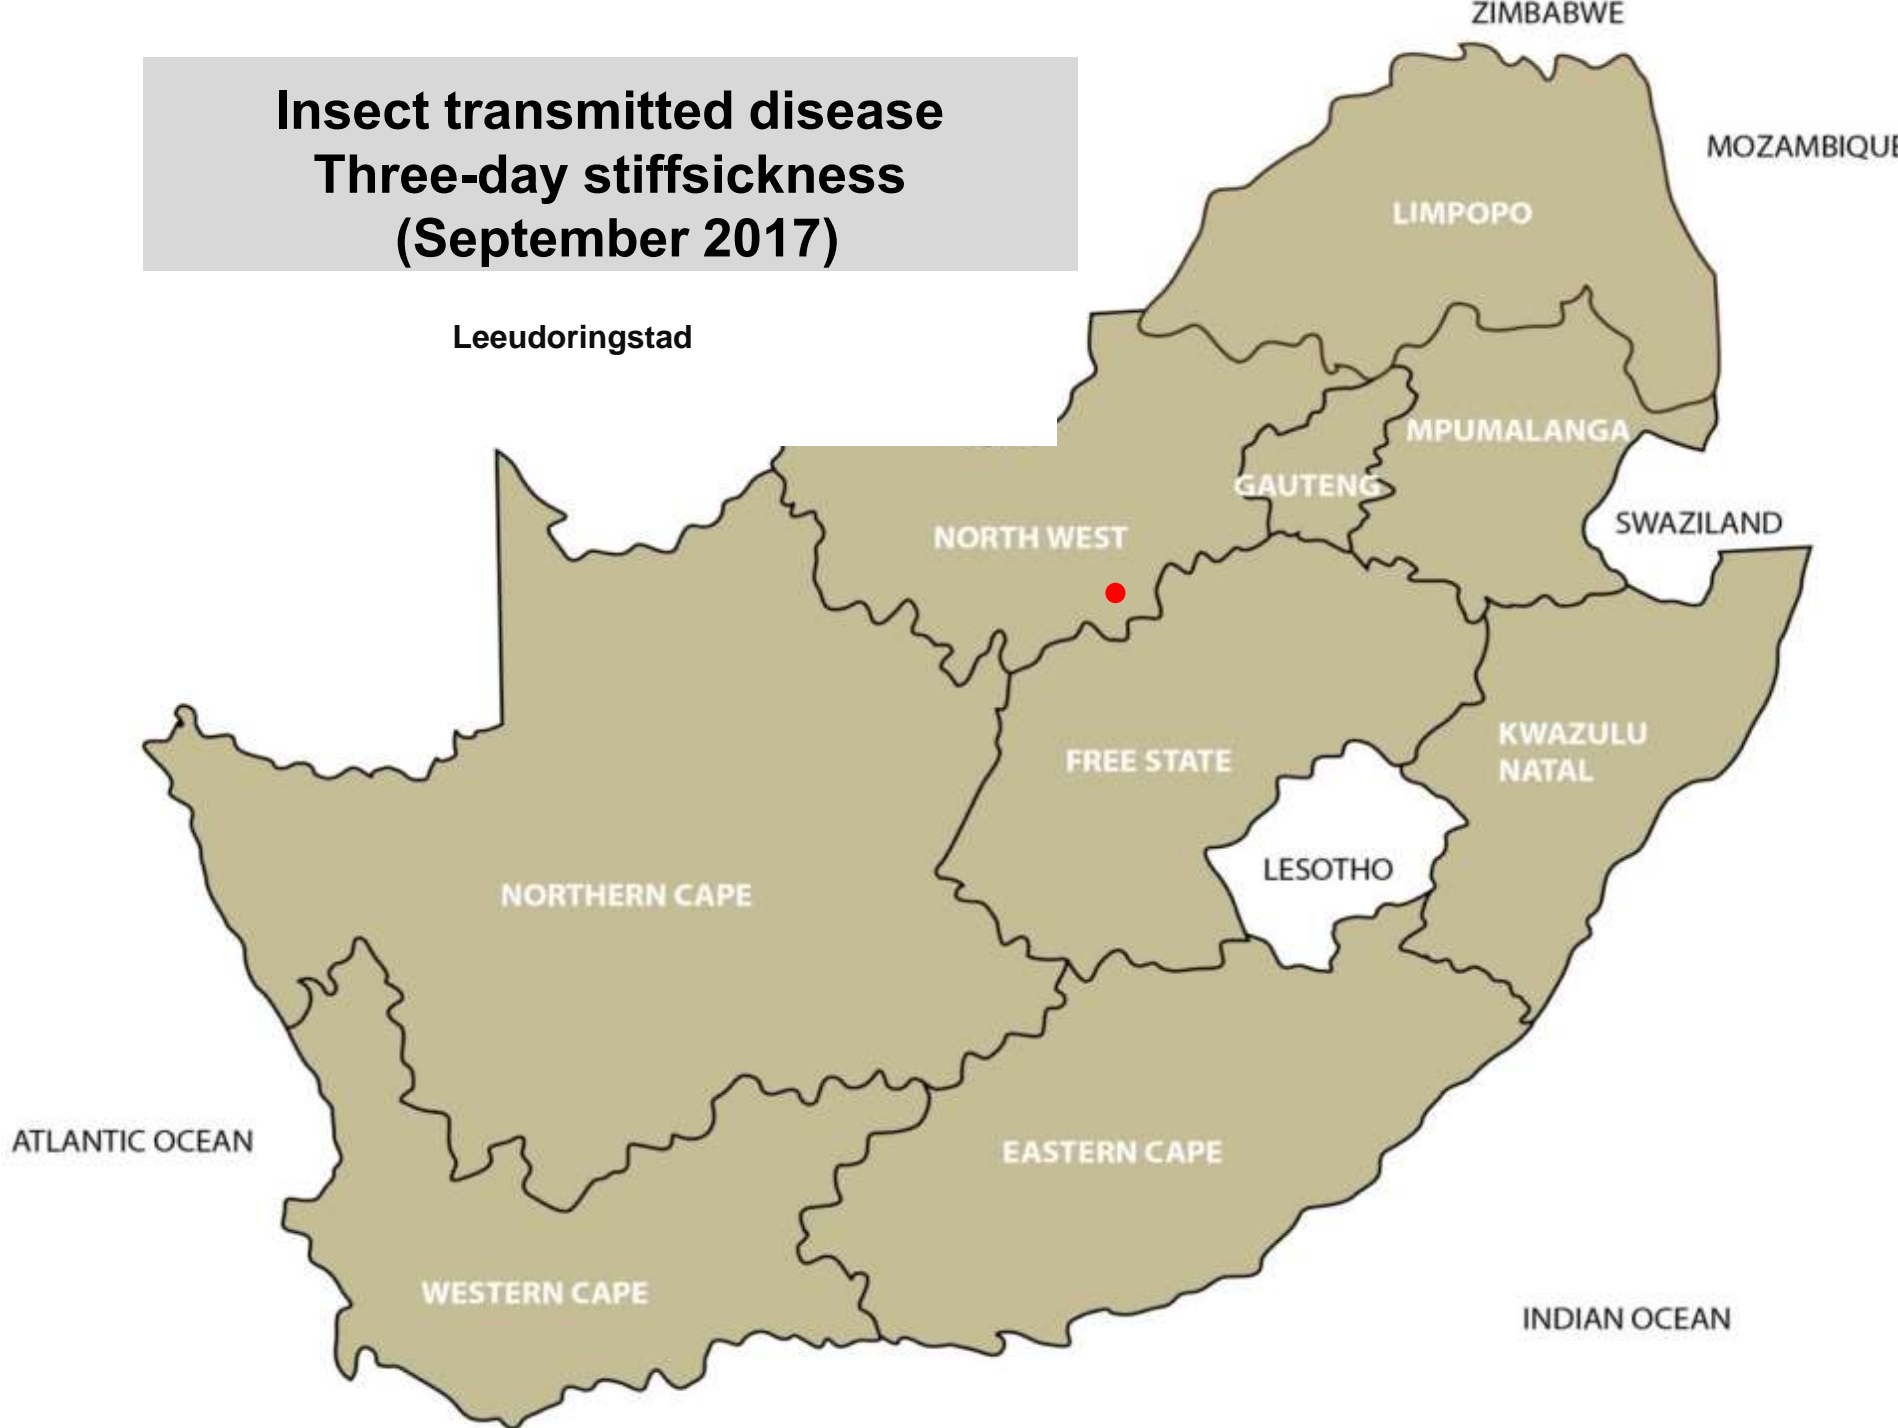 ZIMBABWE
Insect transmitted disease
Three-day stiffsickness
(September 2017)
MOZAMBIQUE
LIMPOPO
Leeudoringstad
MPUMALANGA
GAUTENG
SWAZILAND
NORTH WEST
KWAZULU
NATAL
FREE STATE
LESOTHO
NORTHERN CAPE
ATLANTIC OCEAN
EASTERN CAPE
WESTERN CAPE
INDIAN OCEAN